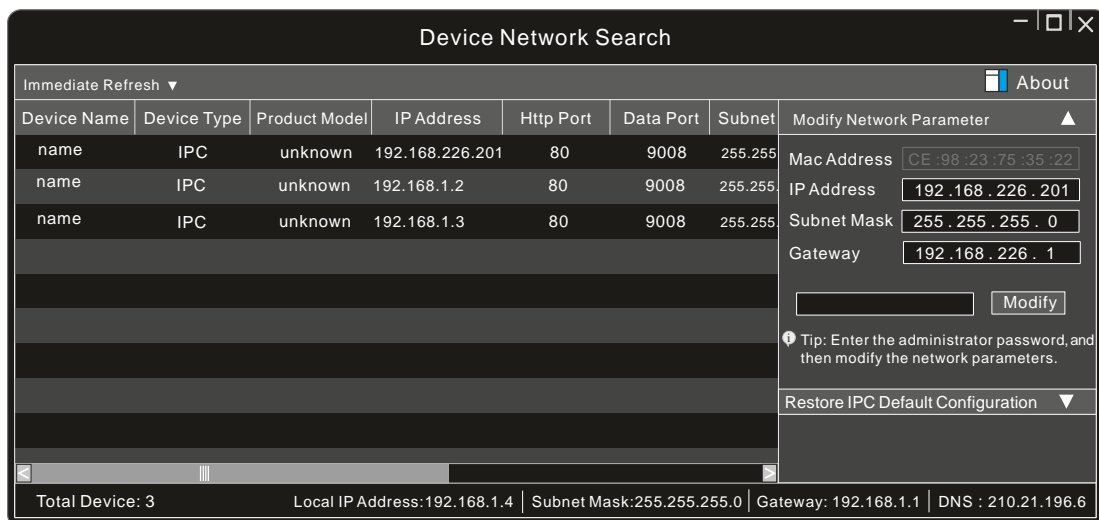 Device Network Search
Immediate Refresh ▼ About
Device Name Device Type Product Model IP Address Http Port Data Port Subnet
name IPC unknown 192.168.226.201 80 9008 255.255
name IPC unknown 192.168.1.2 80 9008 255.255.
name IPC unknown 192.168.1.3 80 9008 255.255.
Modify Network Parameter ▲
Mac Address CE :98 :23 :75 :35 :22
IP Address 192 .168 . 226 . 201
Subnet Mask 255 . 255 . 255 . 0
Gateway 192 .168 . 226 . 1
Modify
Tip: Enter the administrator password, and
then modify the network parameters.
Restore IPC Default Configuration ▼
Total Device: 3 Local IP Address:192.168.1.4 Subnet Mask:255.255.255.0 Gateway: 192.168.1.1 DNS : 210.21.196.6